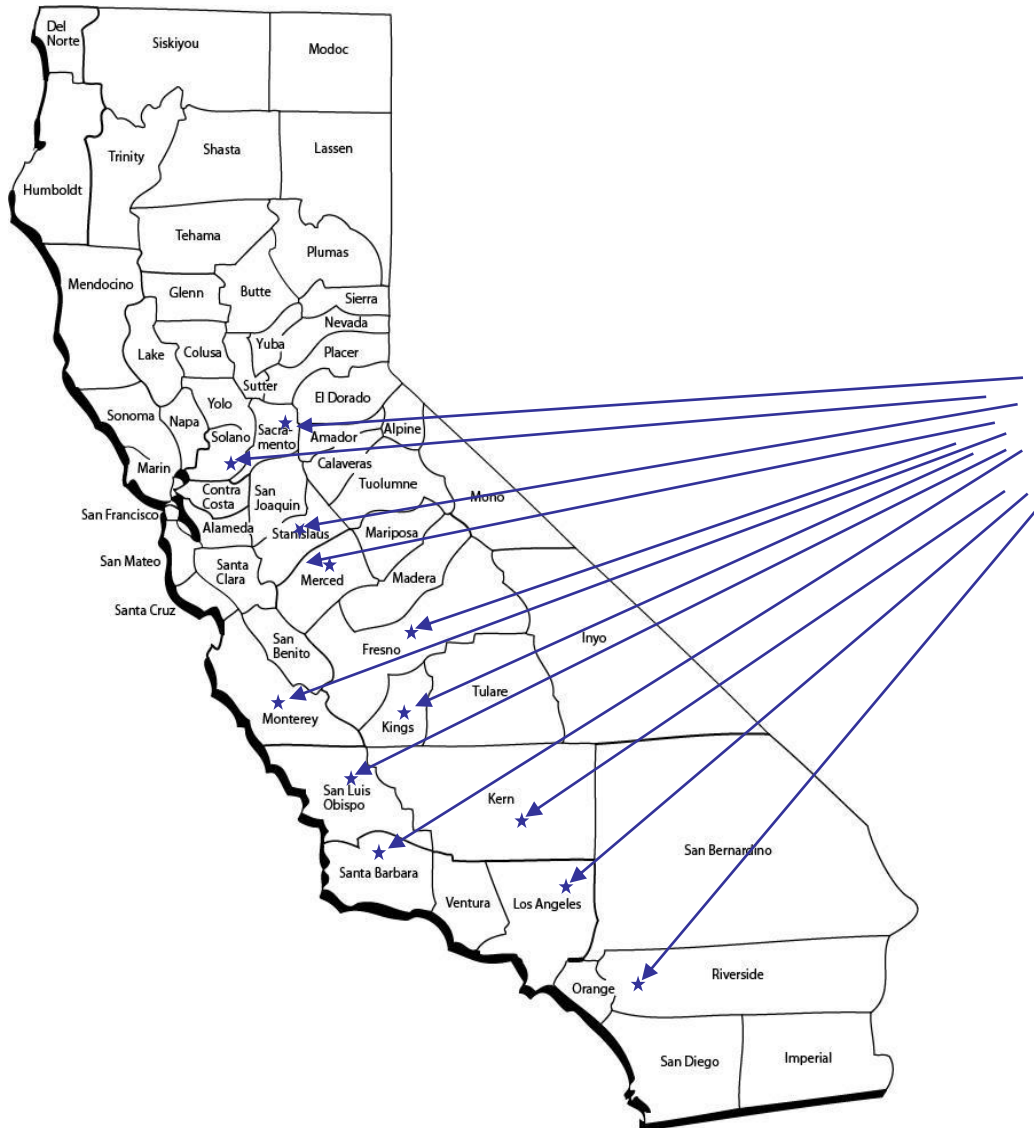 Del
Norte
Siskiyou
Modoc
Trinity
Shasta
Lassen
Humboldt
Tehama
Plumas
Mendocino
Glenn
Butte
Sierra
Nevada
Lake
Colusa
Yuba
Placer
Sutter
El Dorado
Yolo
Sonoma
Napa
Solano
Sacra-
mento
Amador
Alpine
Marin
Calaveras
Tuolumne
Contra
Costa
San
Joaquin
Mono
San Francisco
Alameda
Stanislaus
Mariposa
San Mateo
Santa
Clara
Merced
Madera
Santa Cruz
San
Benito
Fresno
Inyo
Monterey
Kings
Tulare
San Luis
Obispo
Kern
Santa Barbara
San Bernardino
Ventura
Los Angeles
Orange
Riverside
San Diego
Imperial